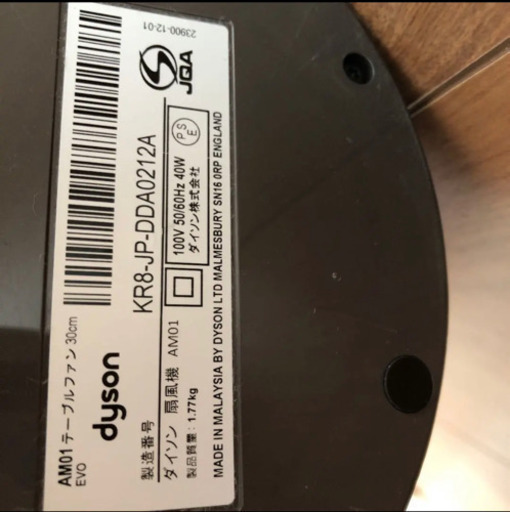 AM01 テーブルファン 30cm
EVO
dyson
製造番号
KR8-JP-DDA0212A
ダイソン 扇風機 AM01
製品質量：1.77kg
100V 50/60Hz 40W
ダイソン株式会社
PSE
MADE IN MALAYSIA BY DYSON LTD MALMESBURY SN16 0RP ENGLAND
JQA
23900-12-01